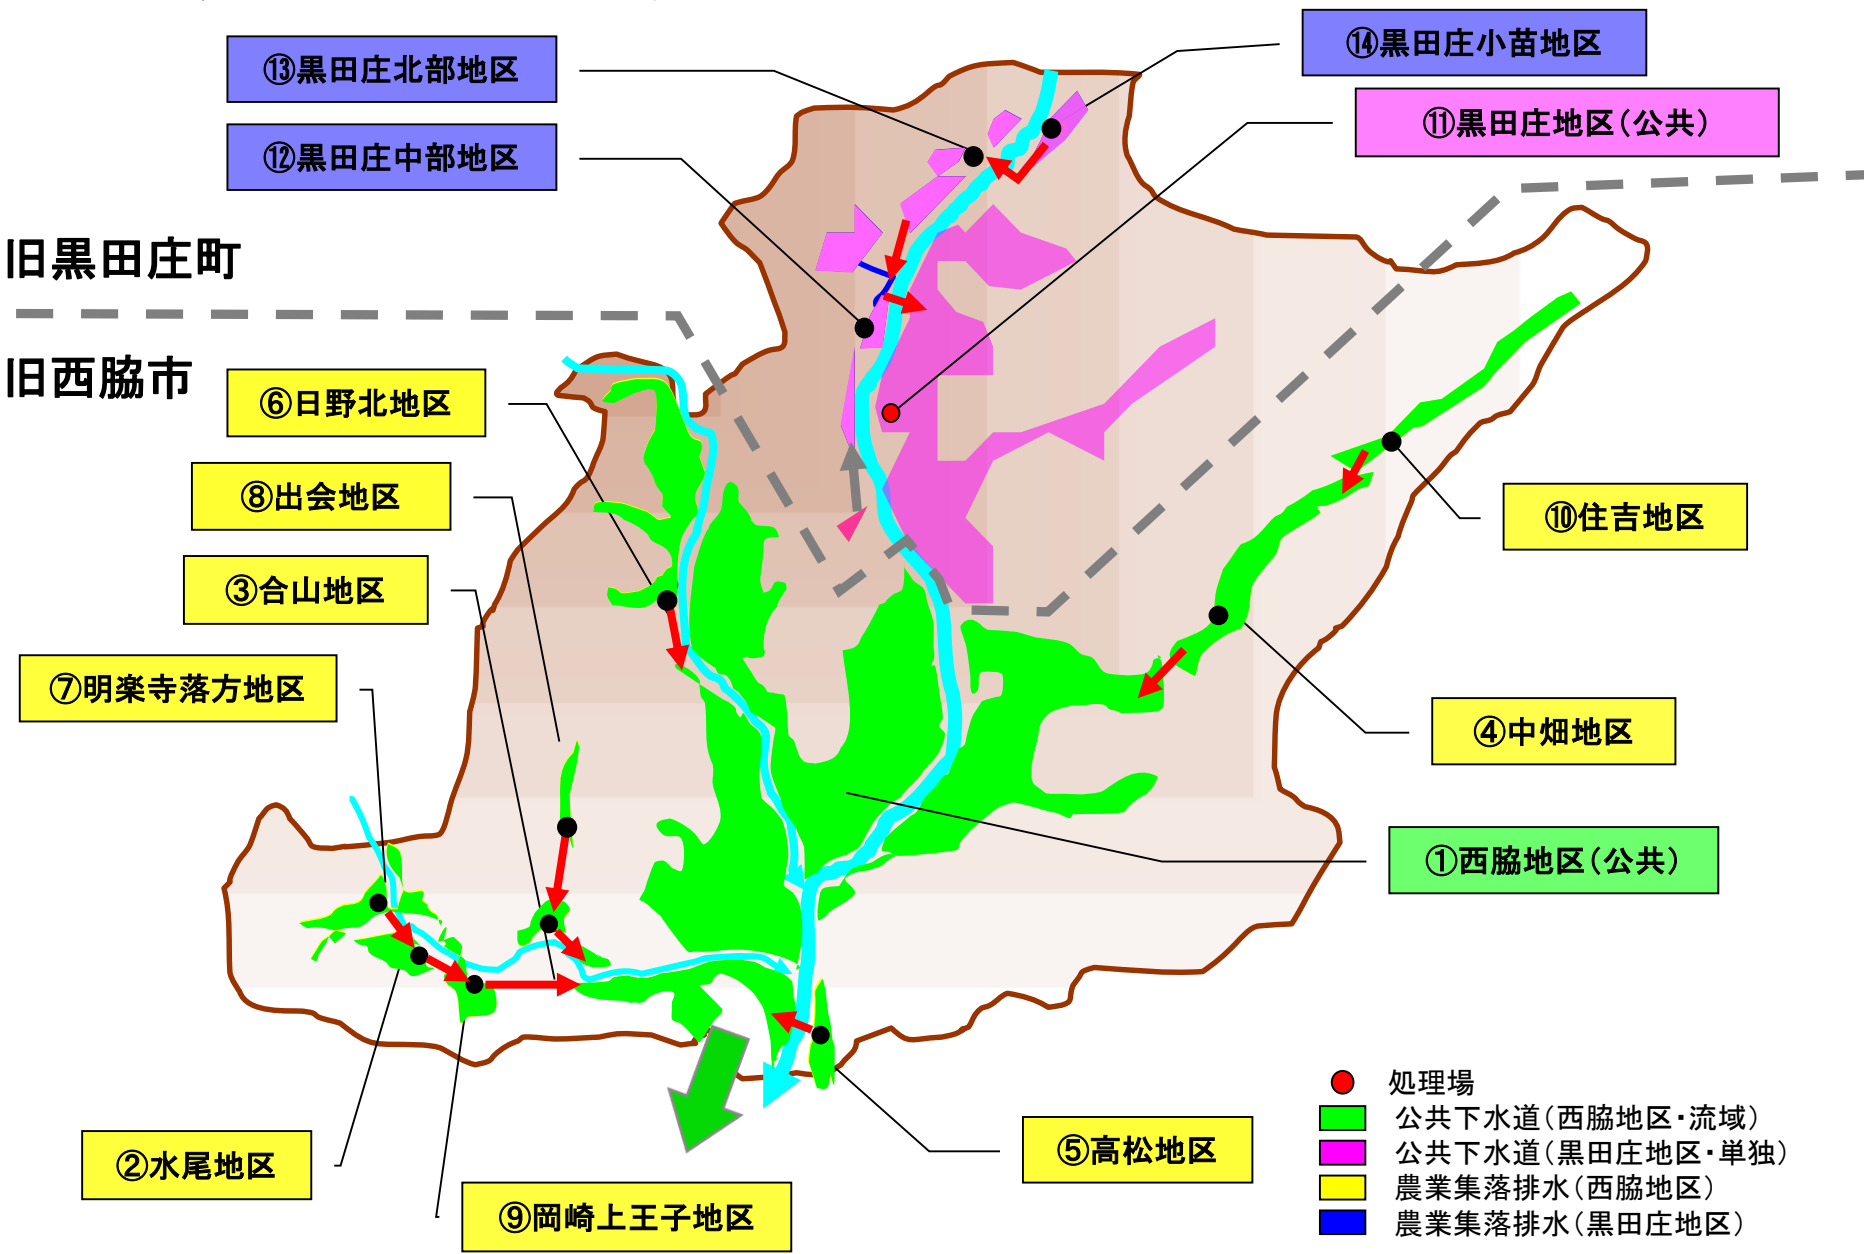 ⑬黒田庄北部地区
⑭黒田庄小苗地区
⑪黒田庄地区（公共）
⑫黒田庄中部地区
旧黒田庄町
旧西脇市
⑥日野北地区
⑧出会地区
⑩住吉地区
③合山地区
⑦明楽寺落方地区
④中畑地区
①西脇地区（公共）
②水尾地区
⑤高松地区
⑨岡崎上王子地区
処理場
公共下水道（西脇地区・流域）
公共下水道（黒田庄地区・単独）
農業集落排水（西脇地区）
農業集落排水（黒田庄地区）